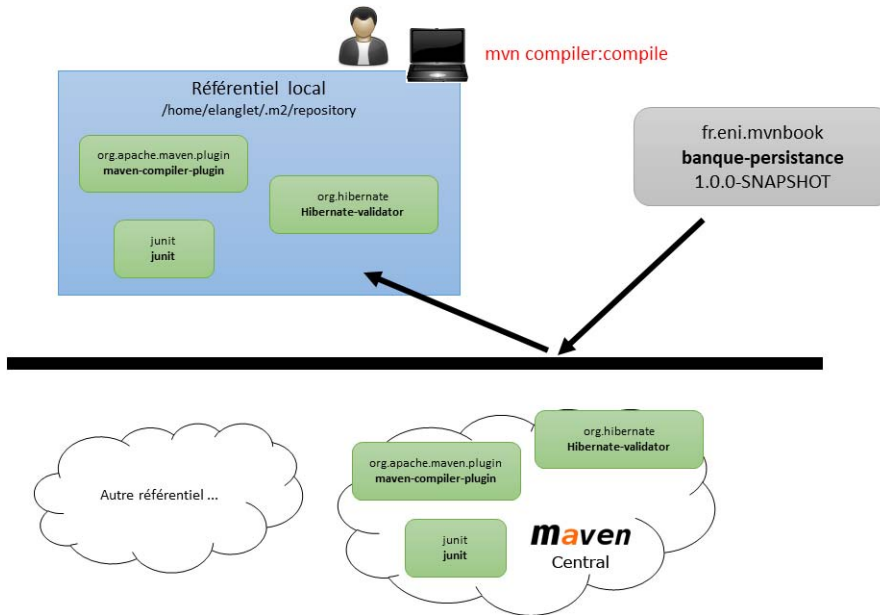 mvn compiler:compile
Référentiel local
/home/elanglet/.m2/repository
org.apache.maven.plugin
maven-compiler-plugin
org.hibernate
Hibernate-validator
junit
junit
fr.eni.mvnbook
banque-persistance
1.0.0-SNAPSHOT
Autre référentiel ...
org.apache.maven.plugin
maven-compiler-plugin
org.hibernate
Hibernate-validator
junit
junit
maven
Central